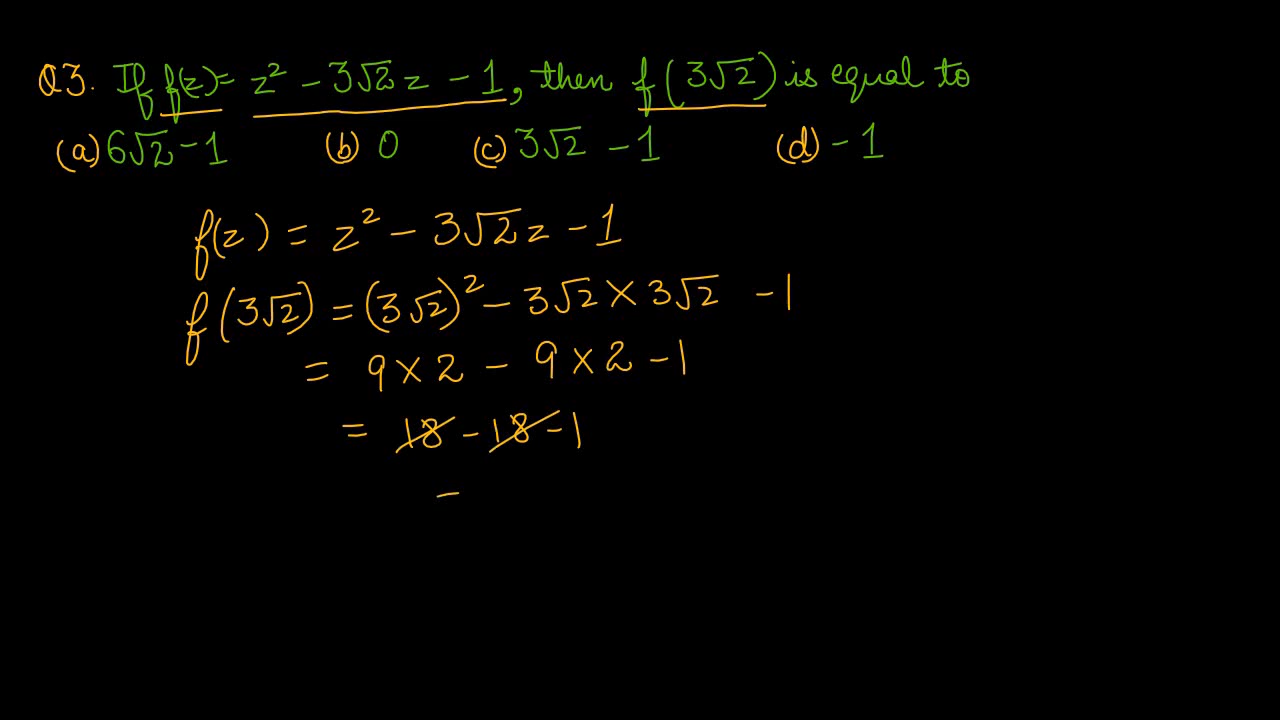 Q3. If f(z) = z² - 3√2 z - 1, then f(3√2) is equal to
(a) 6√2 - 1 (b) 0 (c) 3√2 - 1 (d) - 1
f(z) = z² - 3√2 z - 1
f(3√2) = (3√2)² - 3√2 × 3√2 - 1
= 9 × 2 - 9 × 2 - 1
= 18 - 18 - 1
-